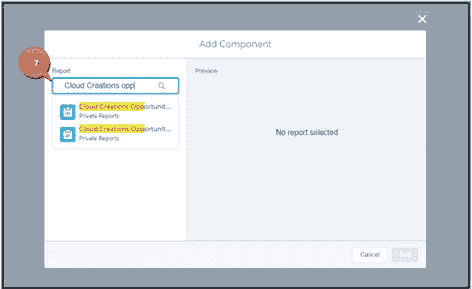 Add Component
7
Report
Preview
Cloud Creations opp
Cloud Creations Opportunit...
Private Reports
Cloud Creations Opportunit...
Private Reports
No report selected
Cancel